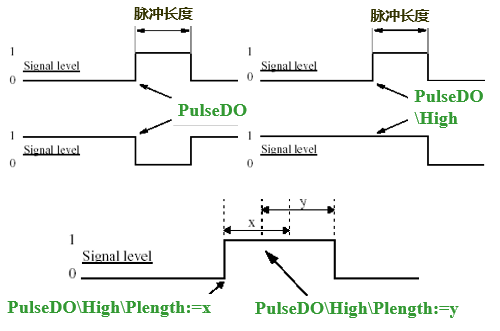 脉冲长度
脉冲长度
1
Signal level
0
1
Signal level
0
PulseDO
PulseDO
\High
1
Signal level
0
1
Signal level
0
y
x
1
Signal level
0
PulseDO\High\Plength:=x
PulseDO\High\Plength:=y